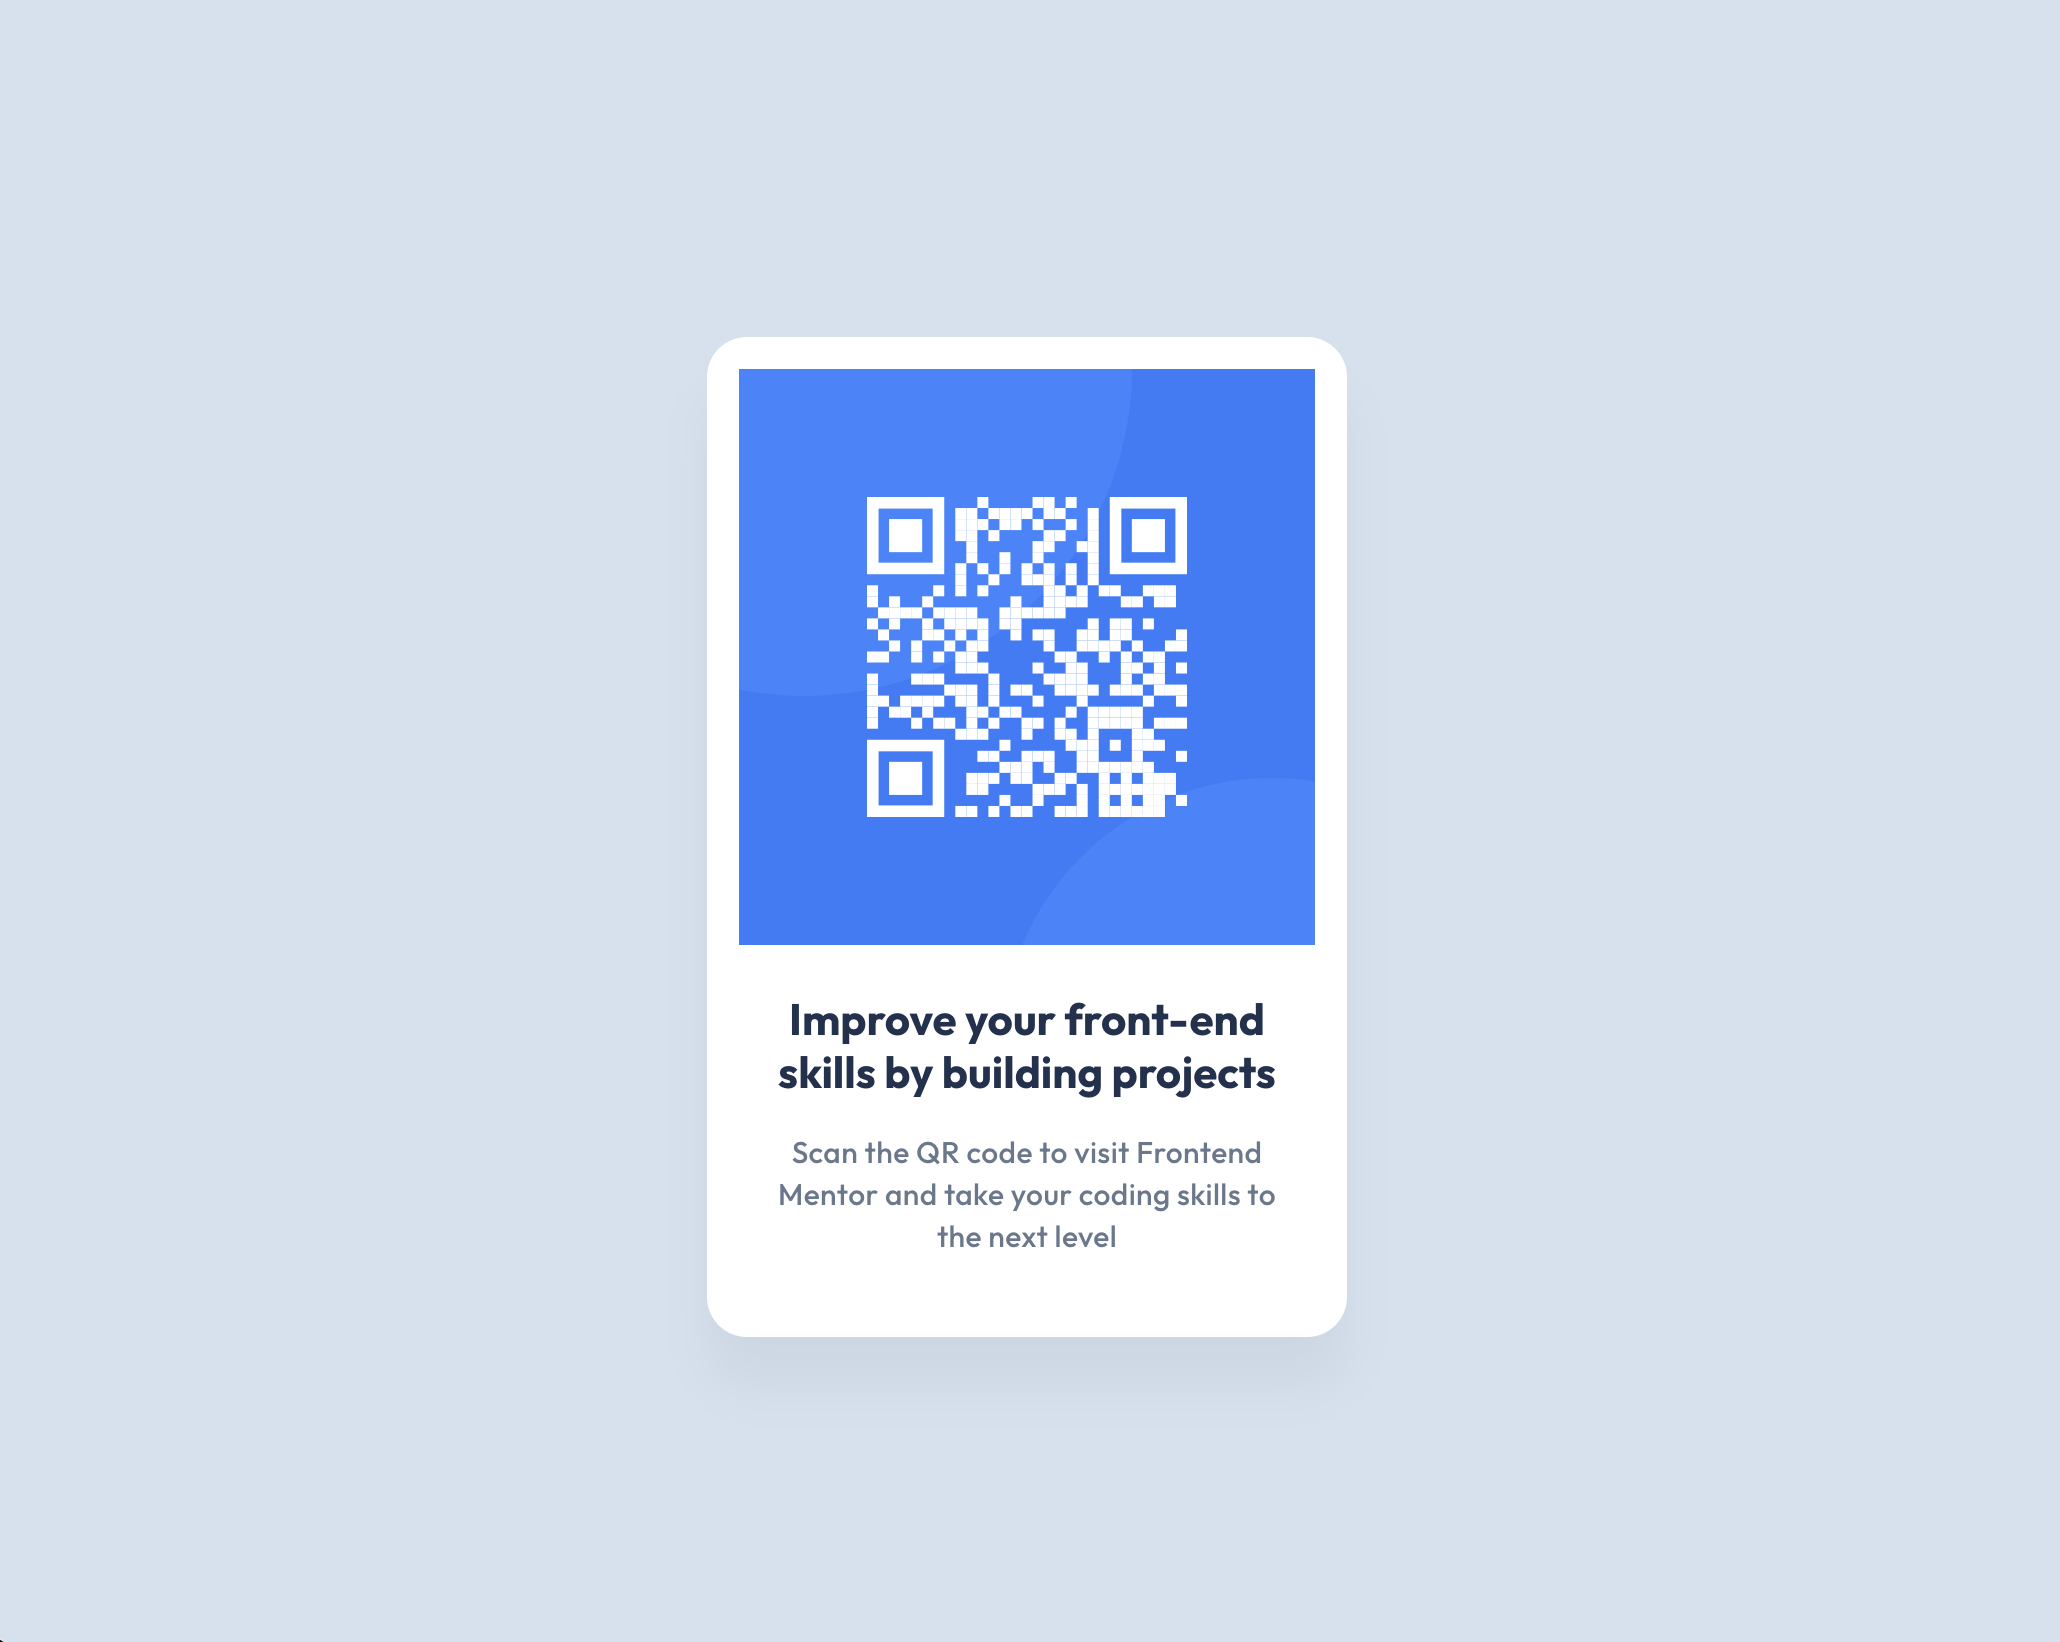 Improve your front-end
skills by building projects
Scan the QR code to visit Frontend
Mentor and take your coding skills to
the next level